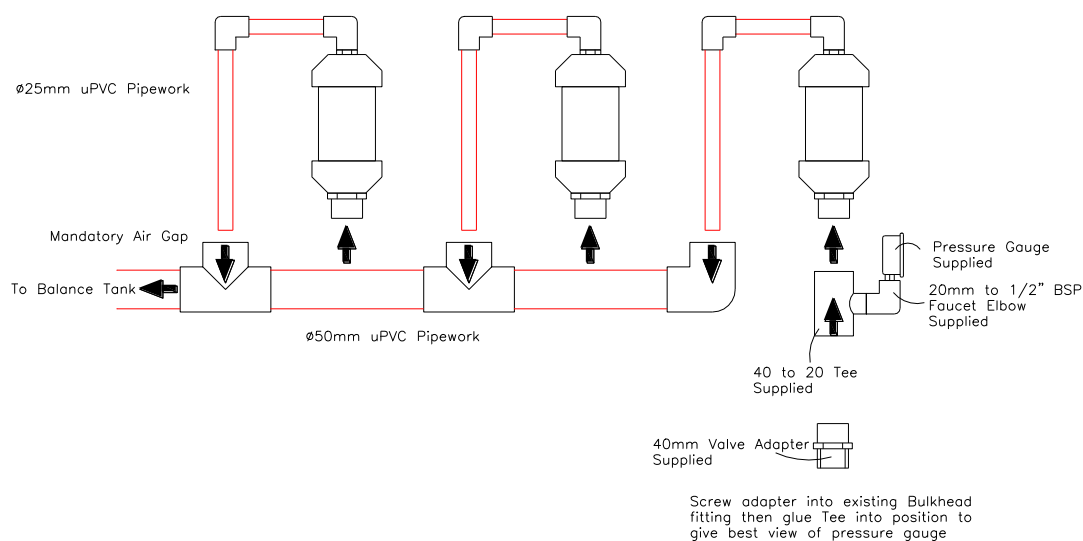 ø25mm uPVC Pipework
Mandatory Air Gap
To Balance Tank
ø50mm uPVC Pipework
Pressure Gauge
Supplied
20mm to 1/2" BSP
Faucet Elbow
Supplied
40 to 20 Tee
Supplied
40mm Valve Adapter
Supplied
Screw adapter into existing Bulkhead
fitting then glue Tee into position to
give best view of pressure gauge